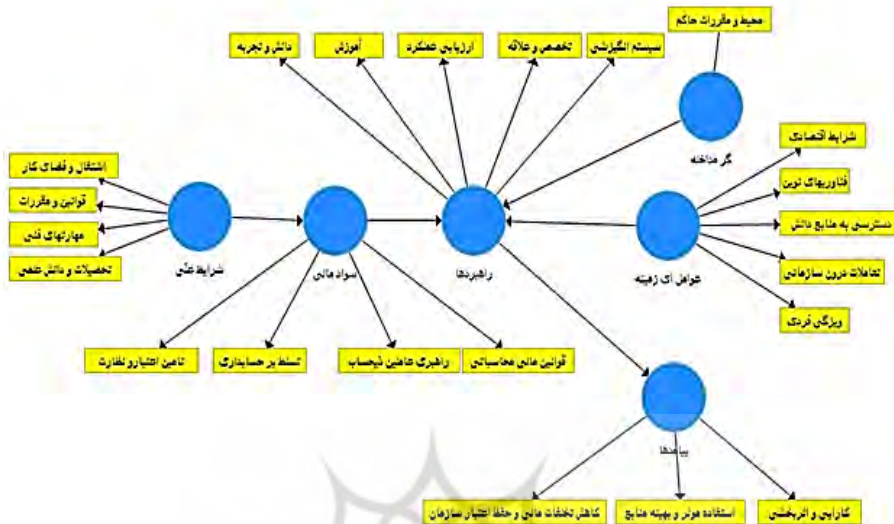 محیط و مقررات حاکم
سیستم انگیزشی
تخصص و علاقه
ارزیابی عملکرد
آموزش
دانش و تجربه
مداخله گر
شرایط اقتصادی
فناوریهای نوین
دسترسی به منابع دانش
تعاملات درون سازمانی
ویژگی فردی
عوامل ای زمینه
راهبردها
سواد مالی
شرایط علّی
اشتغال و فضای کار
قوانین و مقررات
مهارتهای فنی
تحصیلات و دانش علمی
قوانین مالی محاسباتی
راهبری عاملین ذیحساب
تسلط بر حسابداری
تامین اعتبار و نظارت
پیامدها
کارایی و اثربخشی
استفاده موثر و بهینه منابع
کاهش تخلفات مالی و حفظ اعتبار سازمان